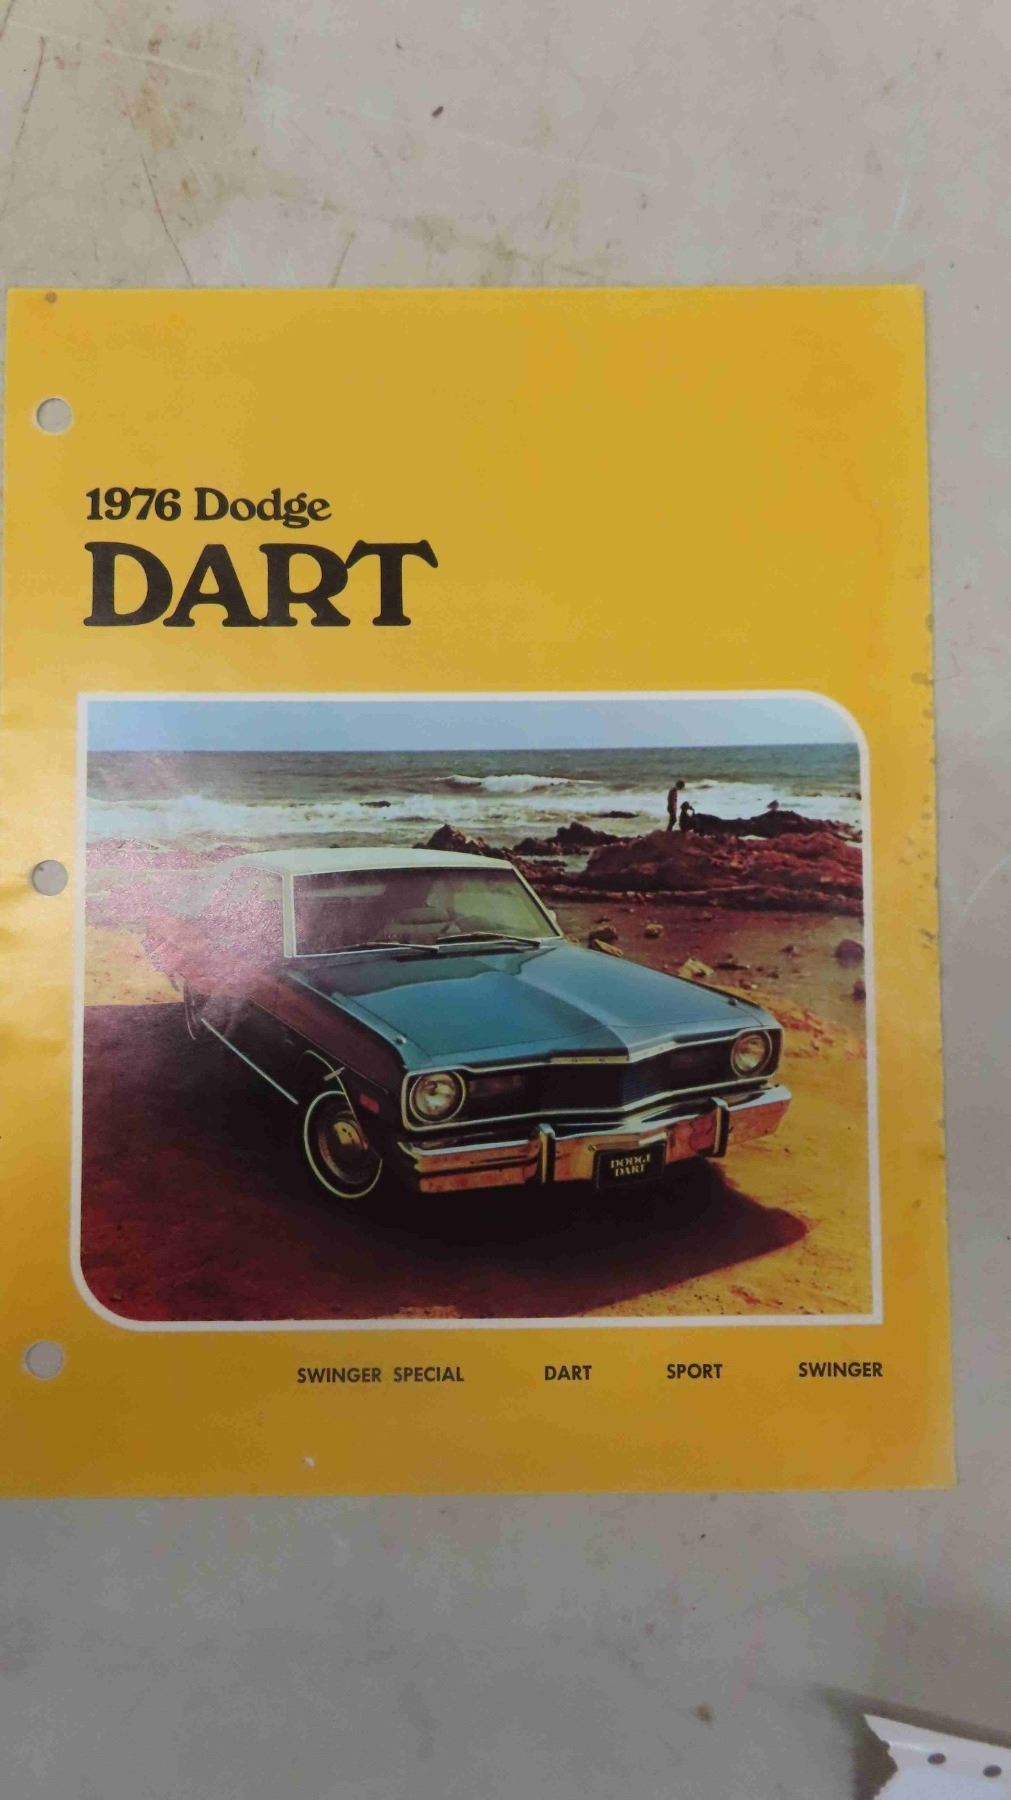 1976 Dodge
DART
DODGE
DART
SWINGER SPECIAL DART SPORT SWINGER